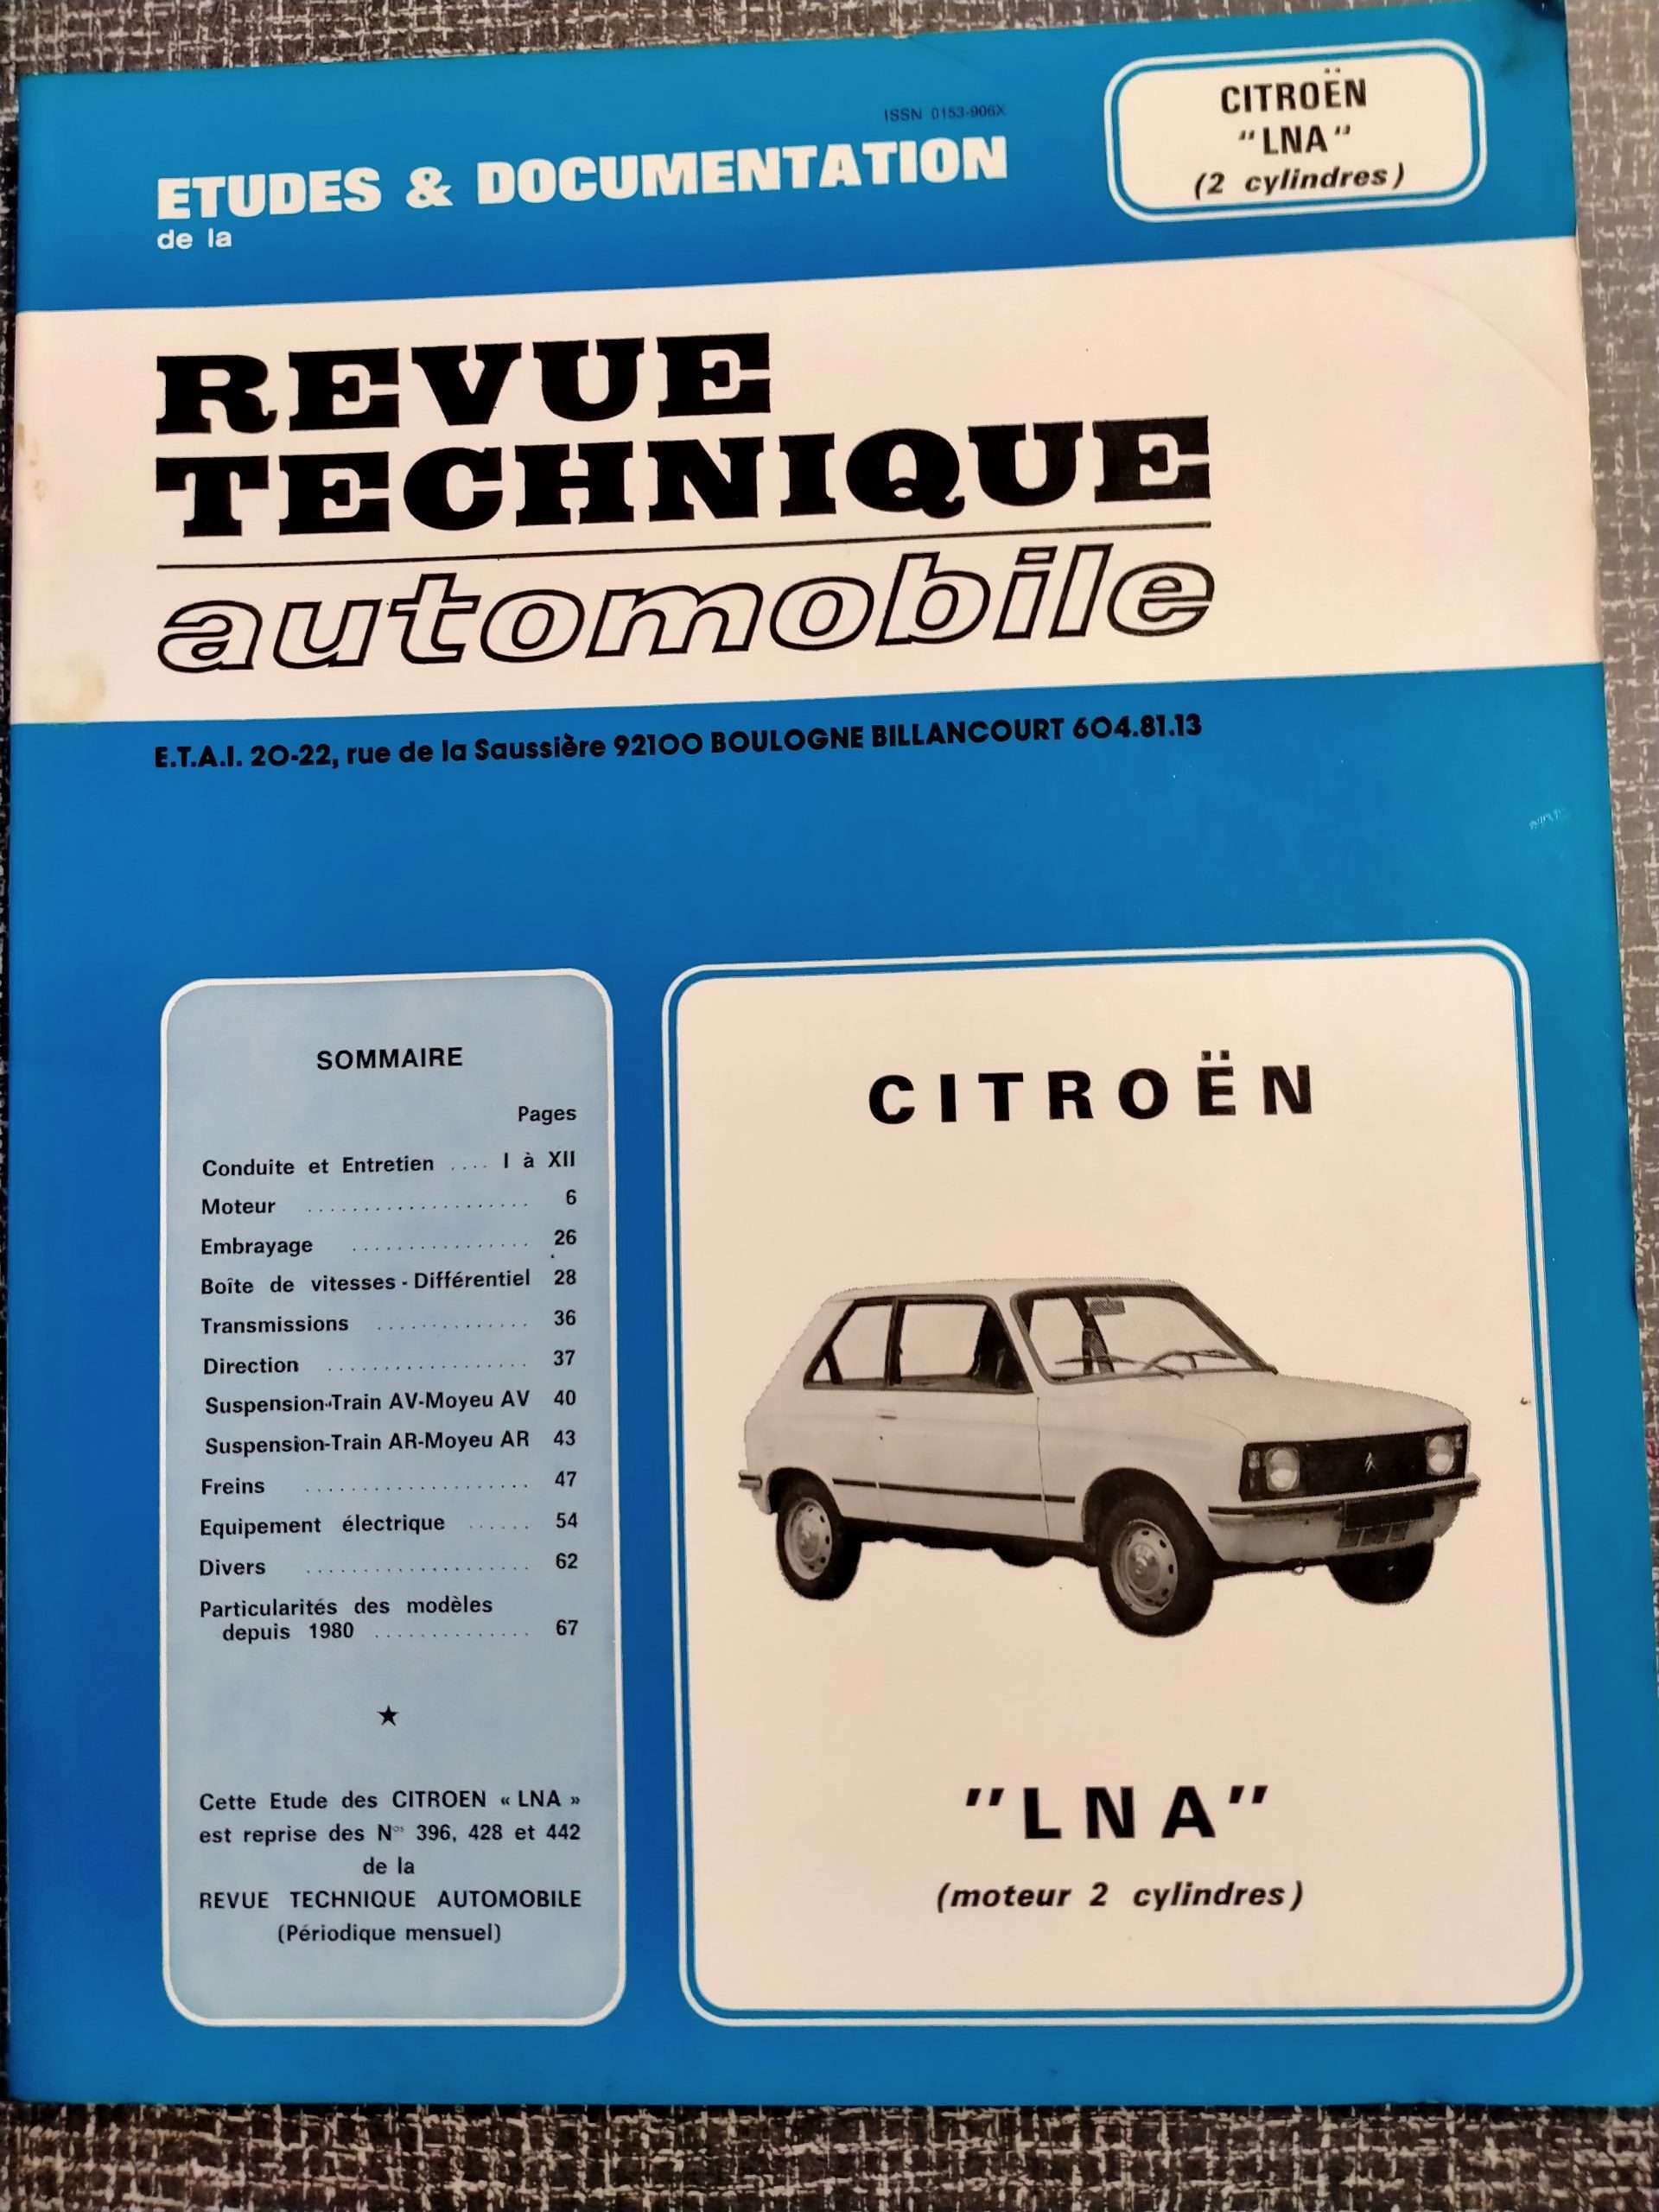 ISSN 0153-906X
ETUDES & DOCUMENTATION
de la
CITROËN
"LNA"
(2 cylindres)
REVUE
TECHNIQUE
automobile
E.T.A.I. 20-22, rue de la Saussière 92100 BOULOGNE BILLANCOURT 604.81.13
SOMMAIRE
Pages
Conduite et Entretien .... I à XII
Moteur .................... 6
Embrayage ................ 26
Boîte de vitesses - Différentiel 28
Transmissions .............. 36
Direction .................. 37
Suspension-Train AV-Moyeu AV 40
Suspension-Train AR-Moyeu AR 43
Freins .................... 47
Equipement électrique ...... 54
Divers .................... 62
Particularités des modèles
depuis 1980 .............. 67
★
Cette Etude des CITROEN « LNA »
est reprise des Nos 396, 428 et 442
de la
REVUE TECHNIQUE AUTOMOBILE
(Périodique mensuel)
CITROËN
"LNA"
(moteur 2 cylindres)